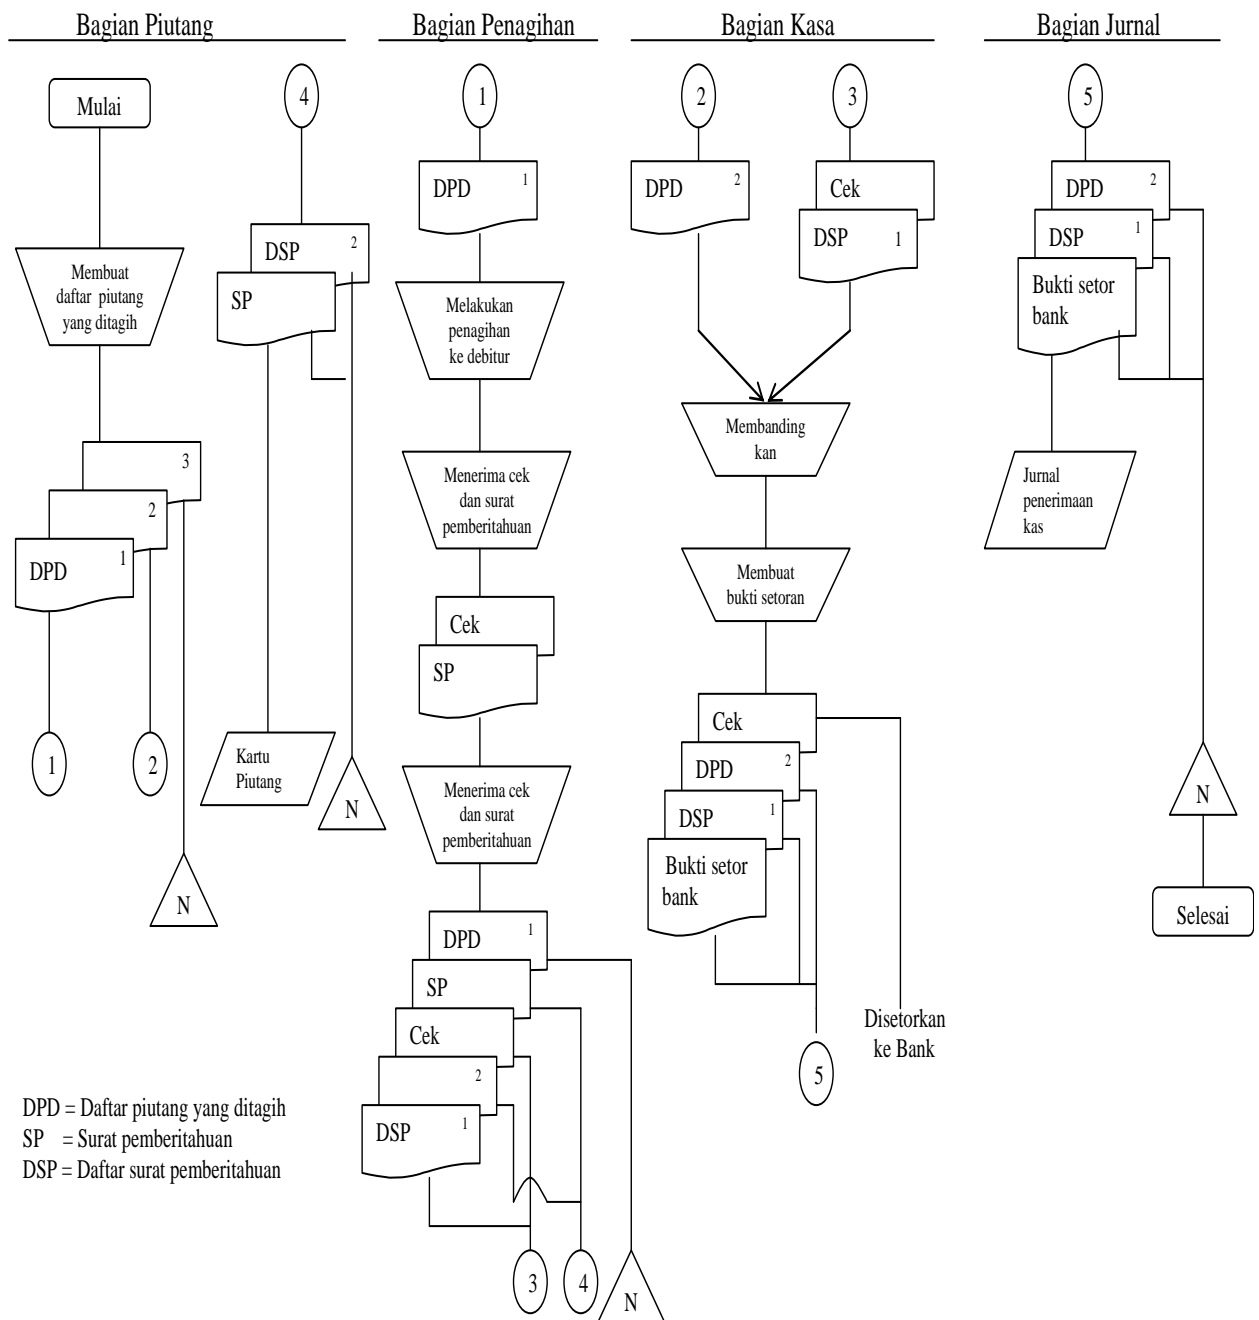 Bagian Piutang
Mulai
4
Membuat
daftar piutang
yang ditagih
DSP
2
SP
3
2
DPD
1
1
2
Kartu
Piutang
N
N
DPD = Daftar piutang yang ditagih
SP = Surat pemberitahuan
DSP = Daftar surat pemberitahuan
Bagian Penagihan
1
DPD
1
Melakukan
penagihan
ke debitur
Menerima cek
dan surat
pemberitahuan
Cek
SP
Menerima cek
dan surat
pemberitahuan
DPD
1
SP
Cek
2
DSP
1
3
4
N
Bagian Kasa
2
3
DPD
2
Cek
DSP
1
Membanding
kan
Membuat
bukti setoran
Cek
DPD
2
DSP
1
Bukti setor
bank
Disetorkan
ke Bank
5
Bagian Jurnal
5
DPD
2
DSP
1
Bukti setor
bank
Jurnal
penerimaan
kas
N
Selesai